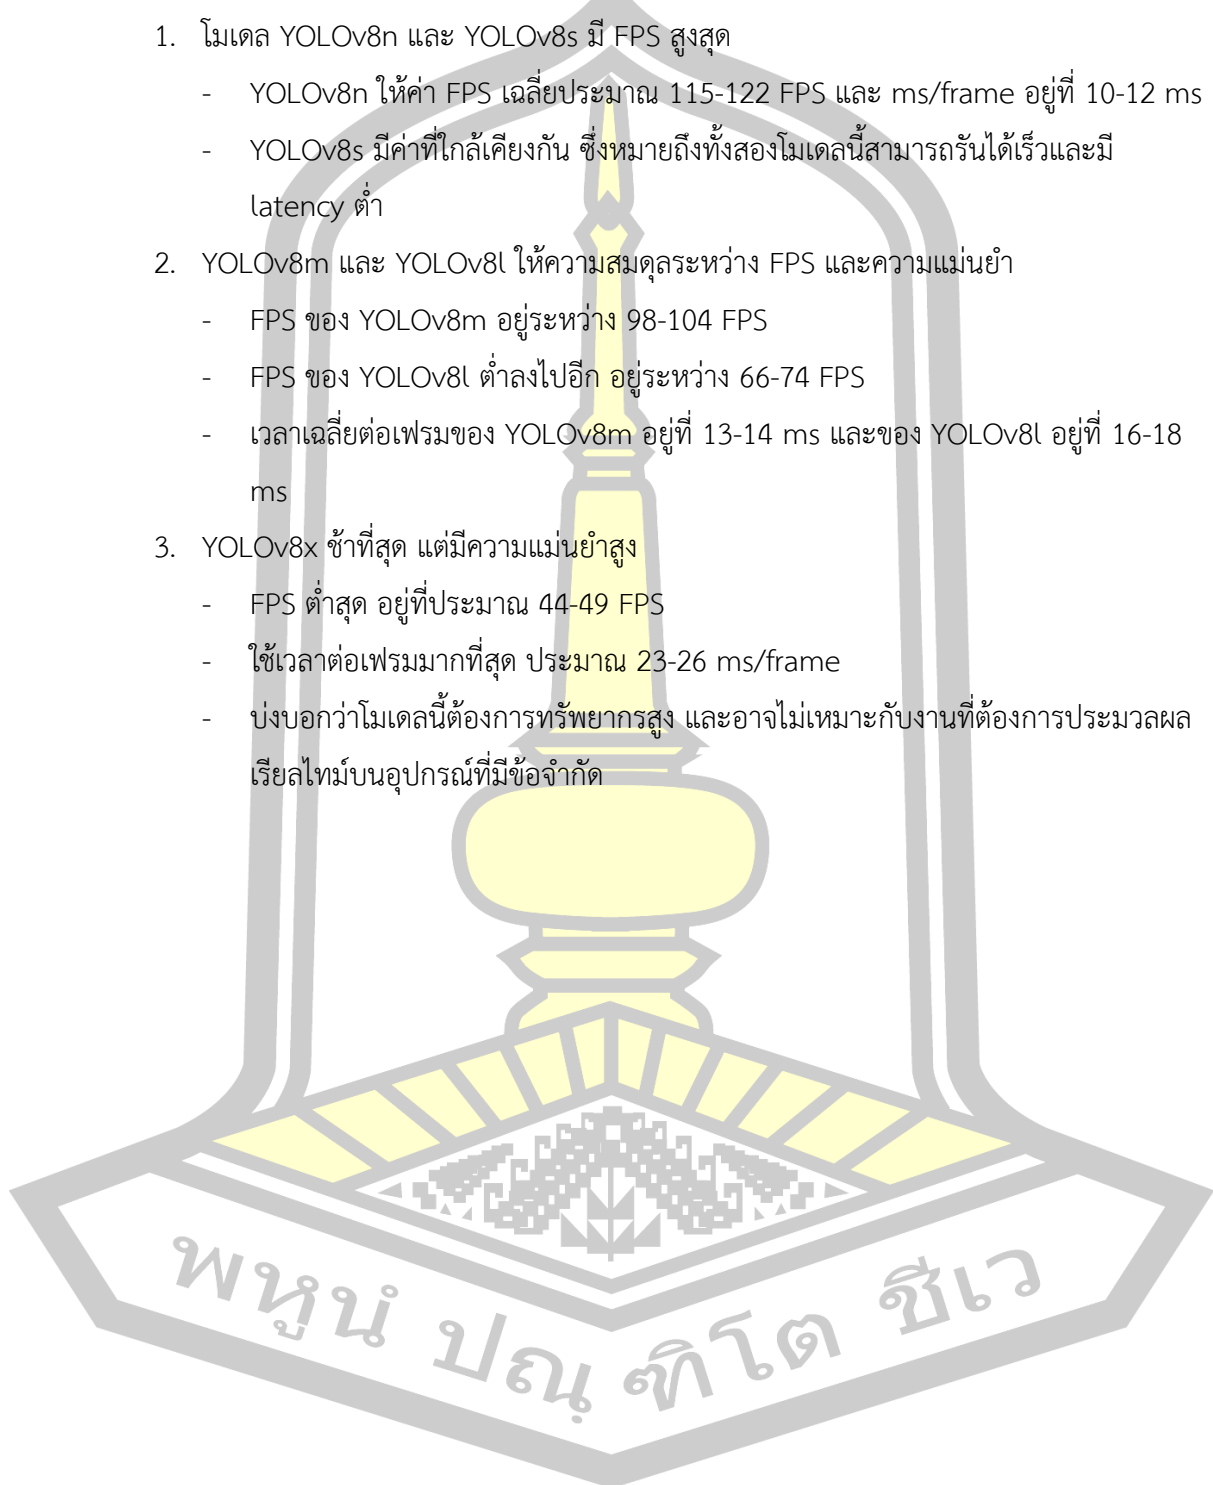 1. โมเดล YOLOv8n และ YOLOv8s มี FPS สูงสุด
- YOLOv8n ให้ค่า FPS เฉลี่ยประมาณ 115-122 FPS และ ms/frame อยู่ที่ 10-12 ms
- YOLOv8s มีค่าที่ใกล้เคียงกัน ซึ่งหมายถึงทั้งสองโมเดลนี้สามารถรันได้เร็วและมี
latency ต่ำ
2. YOLOv8m และ YOLOv8l ให้ความสมดุลระหว่าง FPS และความแม่นยำ
- FPS ของ YOLOv8m อยู่ระหว่าง 98-104 FPS
- FPS ของ YOLOv8l ต่ำลงไปอีก อยู่ระหว่าง 66-74 FPS
- เวลาเฉลี่ยต่อเฟรมของ YOLOv8m อยู่ที่ 13-14 ms และของ YOLOv8l อยู่ที่ 16-18
ms
3. YOLOv8x ช้าที่สุด แต่มีความแม่นยำสูง
- FPS ต่ำสุด อยู่ที่ประมาณ 44-49 FPS
- ใช้เวลาต่อเฟรมมากที่สุด ประมาณ 23-26 ms/frame
- บ่งบอกว่าโมเดลนี้ต้องการทรัพยากรสูง และอาจไม่เหมาะกับงานที่ต้องการประมวลผล
เรียลไทม์บนอุปกรณ์ที่มีข้อจำกัด
พหูนํ ปณฺฑิโต ชีเว